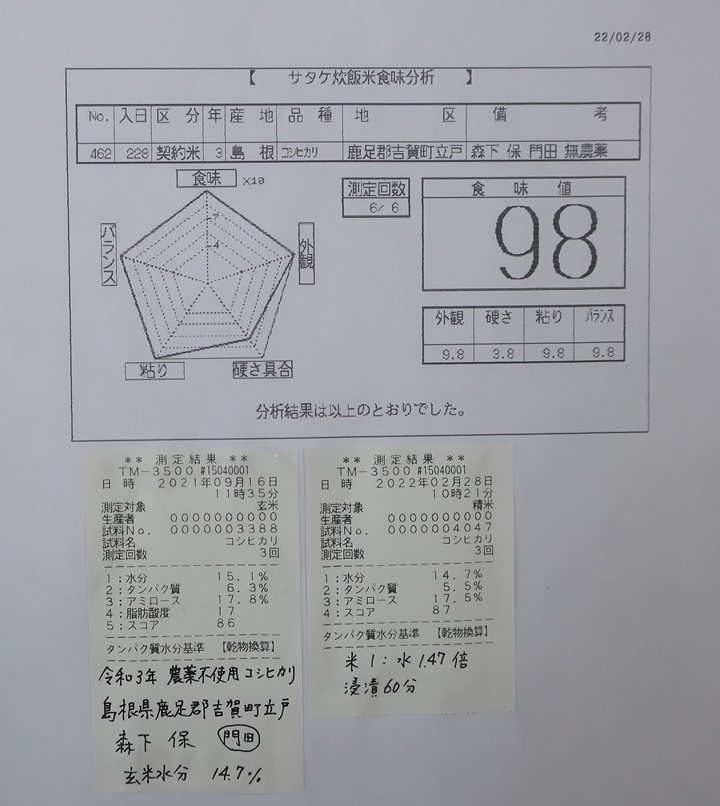 22/02/28
【 サタケ炊飯米食味分析 】
No. 入日 区分 年 産地 品種 地区 備考
462 228 契約米 3 島根 コシヒカリ 鹿足郡吉賀町立戸 森下 保 門田 無農薬
食味 ×10
7
4
バランス
外観
粘り
硬さ具合
測定回数
6/ 6
食味値
98
外観 硬さ 粘り バランス
9.8 3.8 9.8 9.8
分析結果は以上のとおりでした。
** 測定結果 **
TM-3500 #15040001
日 時 2021年09月16日
11時35分
測定対象 玄米
生産者 0000000000
試料No. 0000003388
試料名 コシヒカリ
測定回数 3回
1:水分 15.1%
2:タンパク質 6.3%
3:アミロース 17.8%
4:脂肪酸度 17
5:スコア 86
タンパク質水分基準 【乾物換算】
令和3年 農薬不使用コシヒカリ
島根県鹿足郡吉賀町立戸
森下 保 門田
玄米水分 14.7%
** 測定結果 **
TM-3500 #15040001
日 時 2022年02月28日
10時21分
測定対象 精米
生産者 0000000000
試料No. 0000004047
試料名 コシヒカリ
測定回数 3回
1:水分 14.7%
2:タンパク質 5.5%
3:アミロース 17.5%
4:スコア 87
タンパク質水分基準 【乾物換算】
米1:水1.47倍
浸漬60分